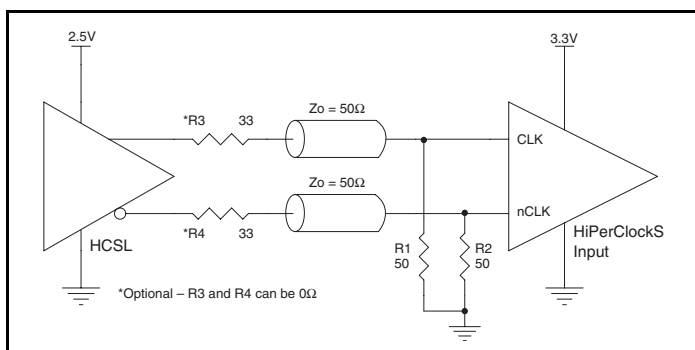 2.5V
3.3V
*R3 33
Zo = 50Ω
CLK
Zo = 50Ω
nCLK
*R4 33
HCSL
R1
50
R2
50
HiPerClockS
Input
*Optional – R3 and R4 can be 0Ω